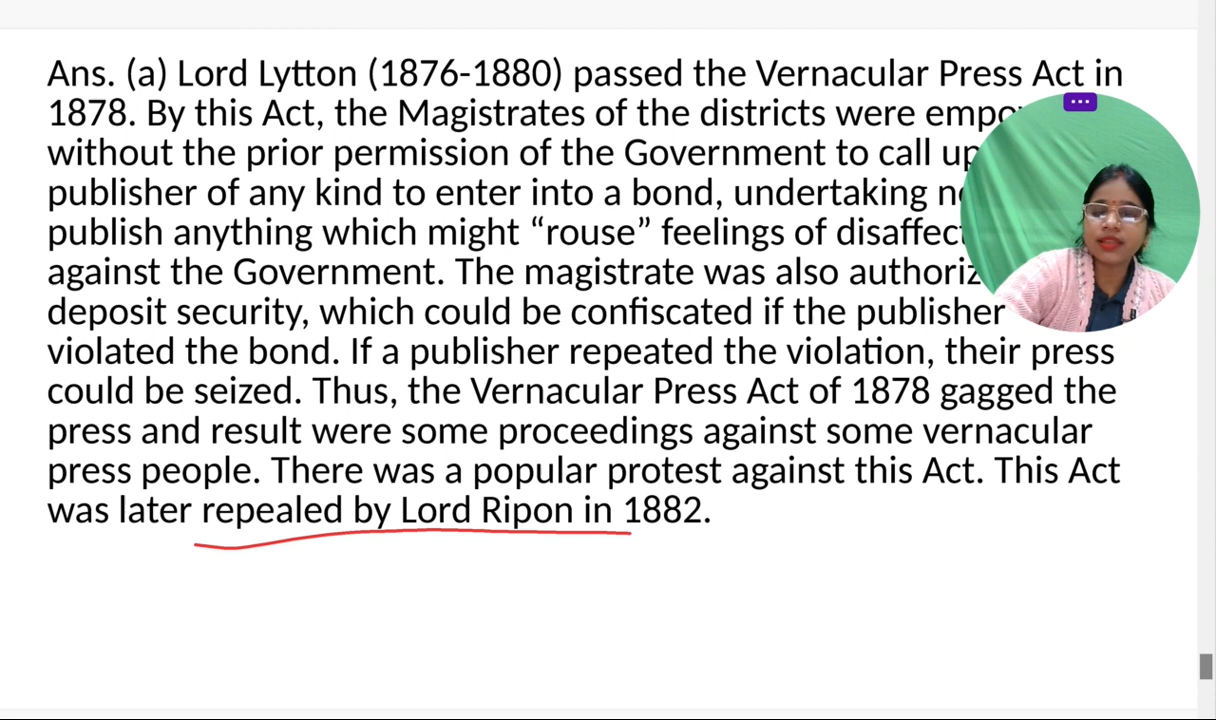 Ans. (a) Lord Lytton (1876-1880) passed the Vernacular Press Act in
1878. By this Act, the Magistrates of the districts were
without the prior permission of the Government to call up
publisher of any kind to enter into a bond, undertaking
publish anything which might “rouse” feelings of
against the Government. The magistrate was also
deposit security, which could be confiscated if the publisher
violated the bond. If a publisher repeated the violation, their press
could be seized. Thus, the Vernacular Press Act of 1878 gagged the
press and result were some proceedings against some vernacular
press people. There was a popular protest against this Act. This Act
was later repealed by Lord Ripon in 1882.